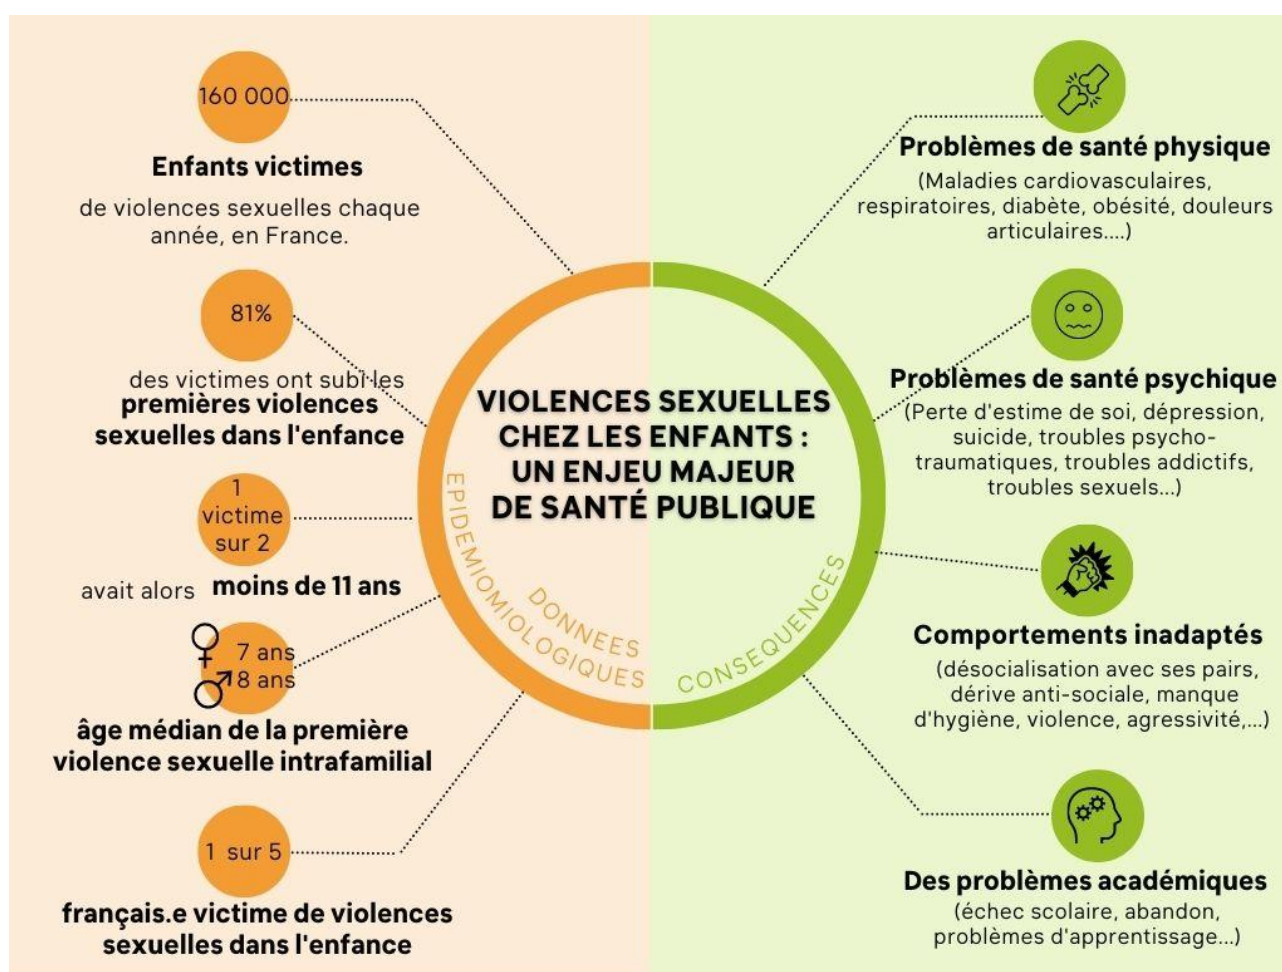 160 000
Enfants victimes
de violences sexuelles chaque
année, en France.
81%
des victimes ont subi les
premières violences
sexuelles dans l'enfance
1
victime
sur 2
avait alors moins de 11 ans
7 ans
8 ans
âge médian de la première
violence sexuelle intrafamilial
1 sur 5
français.e victime de violences
sexuelles dans l'enfance
VIOLENCES SEXUELLES
CHEZ LES ENFANTS :
UN ENJEU MAJEUR
DE SANTÉ PUBLIQUE
DONNEES
EPIDEMIOMIOLOGIQUES
CONSEQUENCES
Problèmes de santé physique
(Maladies cardiovasculaires,
respiratoires, diabète, obésité, douleurs
articulaires....)
Problèmes de santé psychique
(Perte d'estime de soi, dépression,
suicide, troubles psycho-
traumatiques, troubles addictifs,
troubles sexuels...)
Comportements inadaptés
(désocialisation avec ses pairs,
dérive anti-sociale, manque
d'hygiène, violence, agressivité,...)
Des problèmes académiques
(échec scolaire, abandon,
problèmes d'apprentissage...)